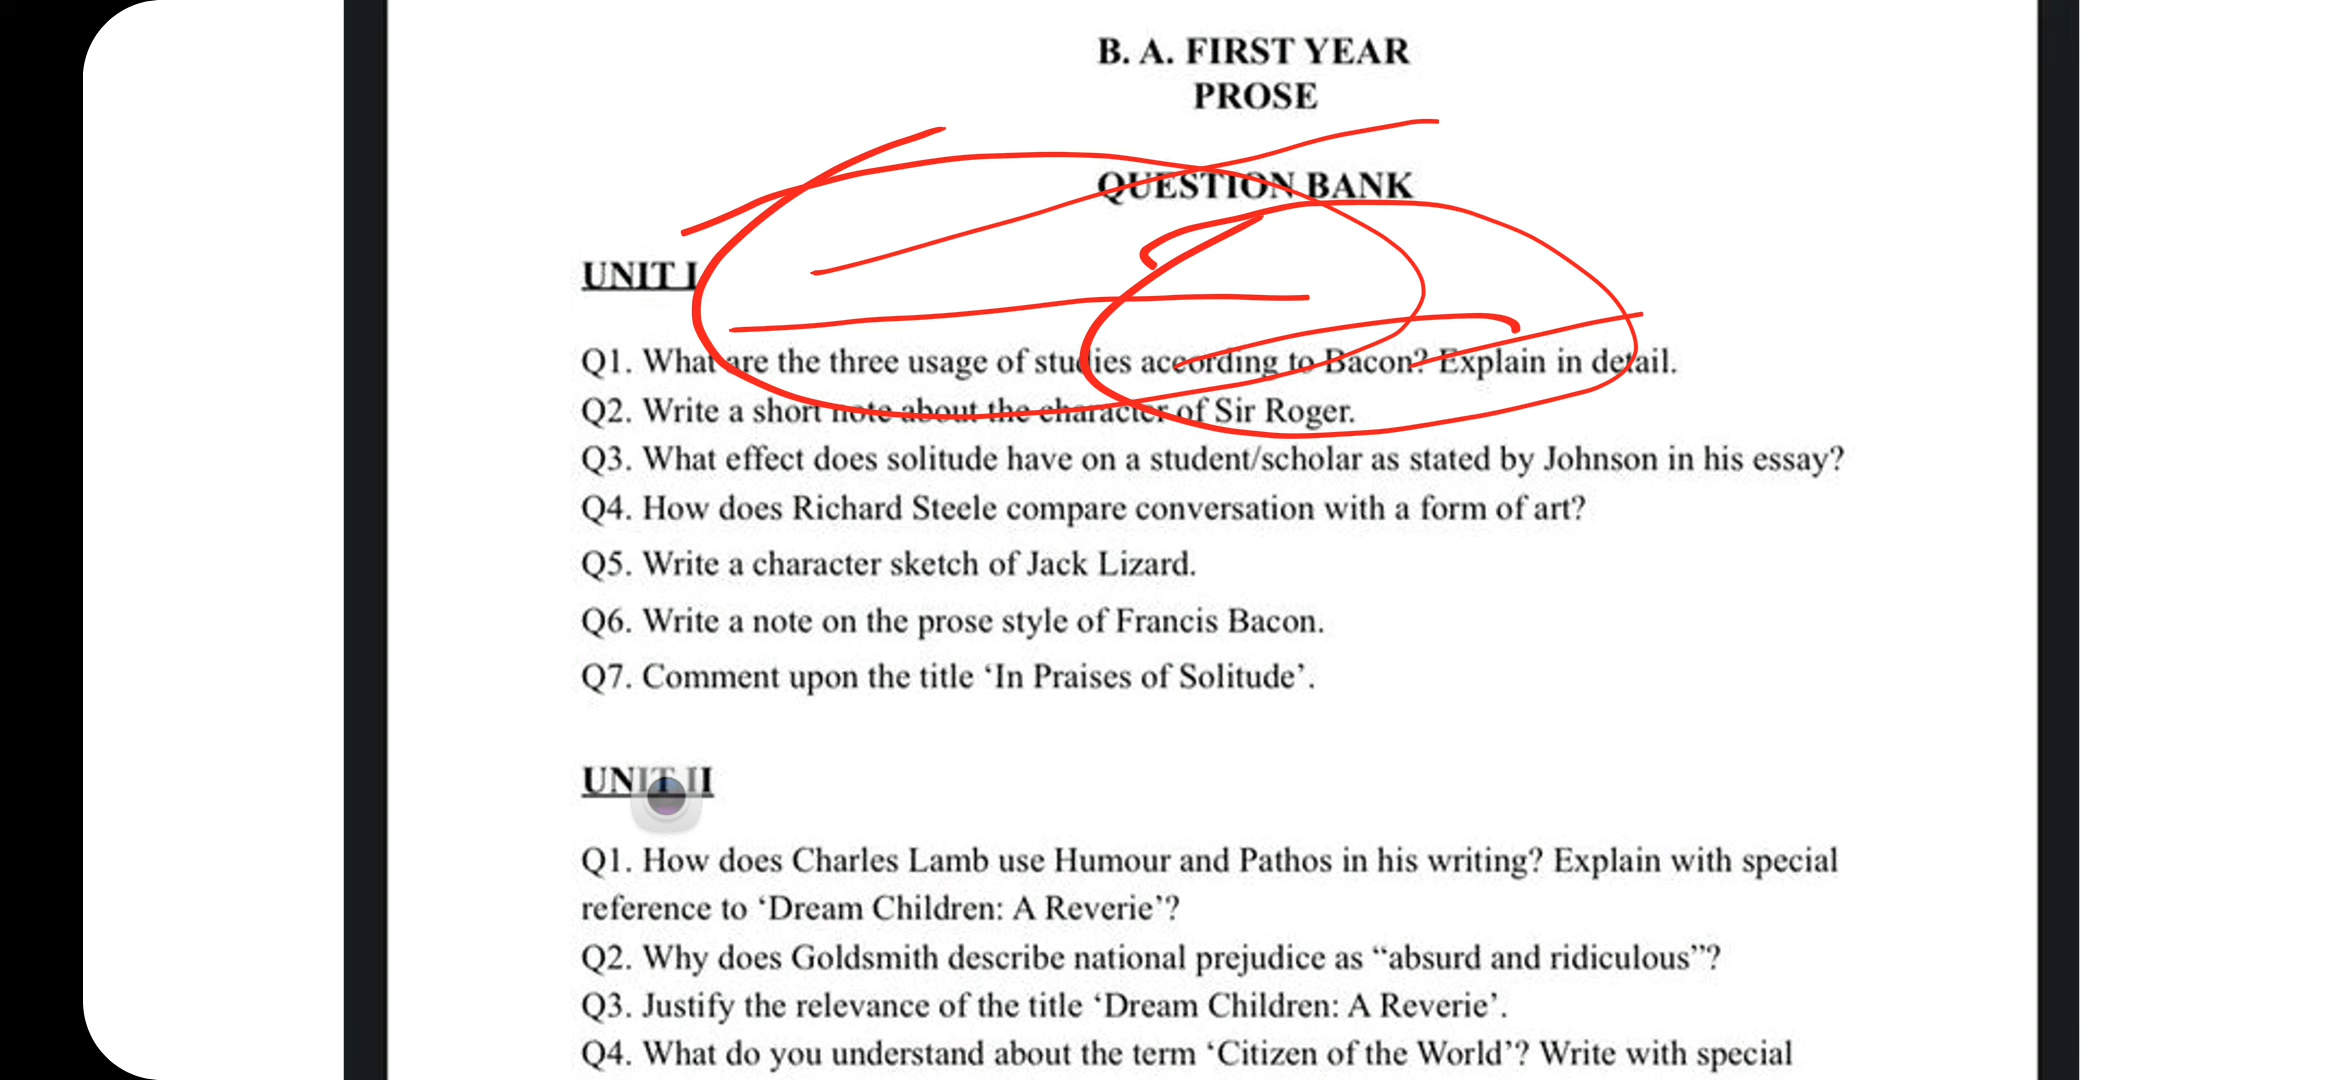 B. A. FIRST YEAR
PROSE
QUESTION BANK
UNIT I
Q1. What are the three usage of studies according to Bacon? Explain in detail.
Q2. Write a short note about the character of Sir Roger.
Q3. What effect does solitude have on a student/scholar as stated by Johnson in his essay?
Q4. How does Richard Steele compare conversation with a form of art?
Q5. Write a character sketch of Jack Lizard.
Q6. Write a note on the prose style of Francis Bacon.
Q7. Comment upon the title ‘In Praises of Solitude’.
UNIT II
Q1. How does Charles Lamb use Humour and Pathos in his writing? Explain with special
reference to ‘Dream Children: A Reverie’?
Q2. Why does Goldsmith describe national prejudice as “absurd and ridiculous”?
Q3. Justify the relevance of the title ‘Dream Children: A Reverie’.
Q4. What do you understand about the term ‘Citizen of the World’? Write with special